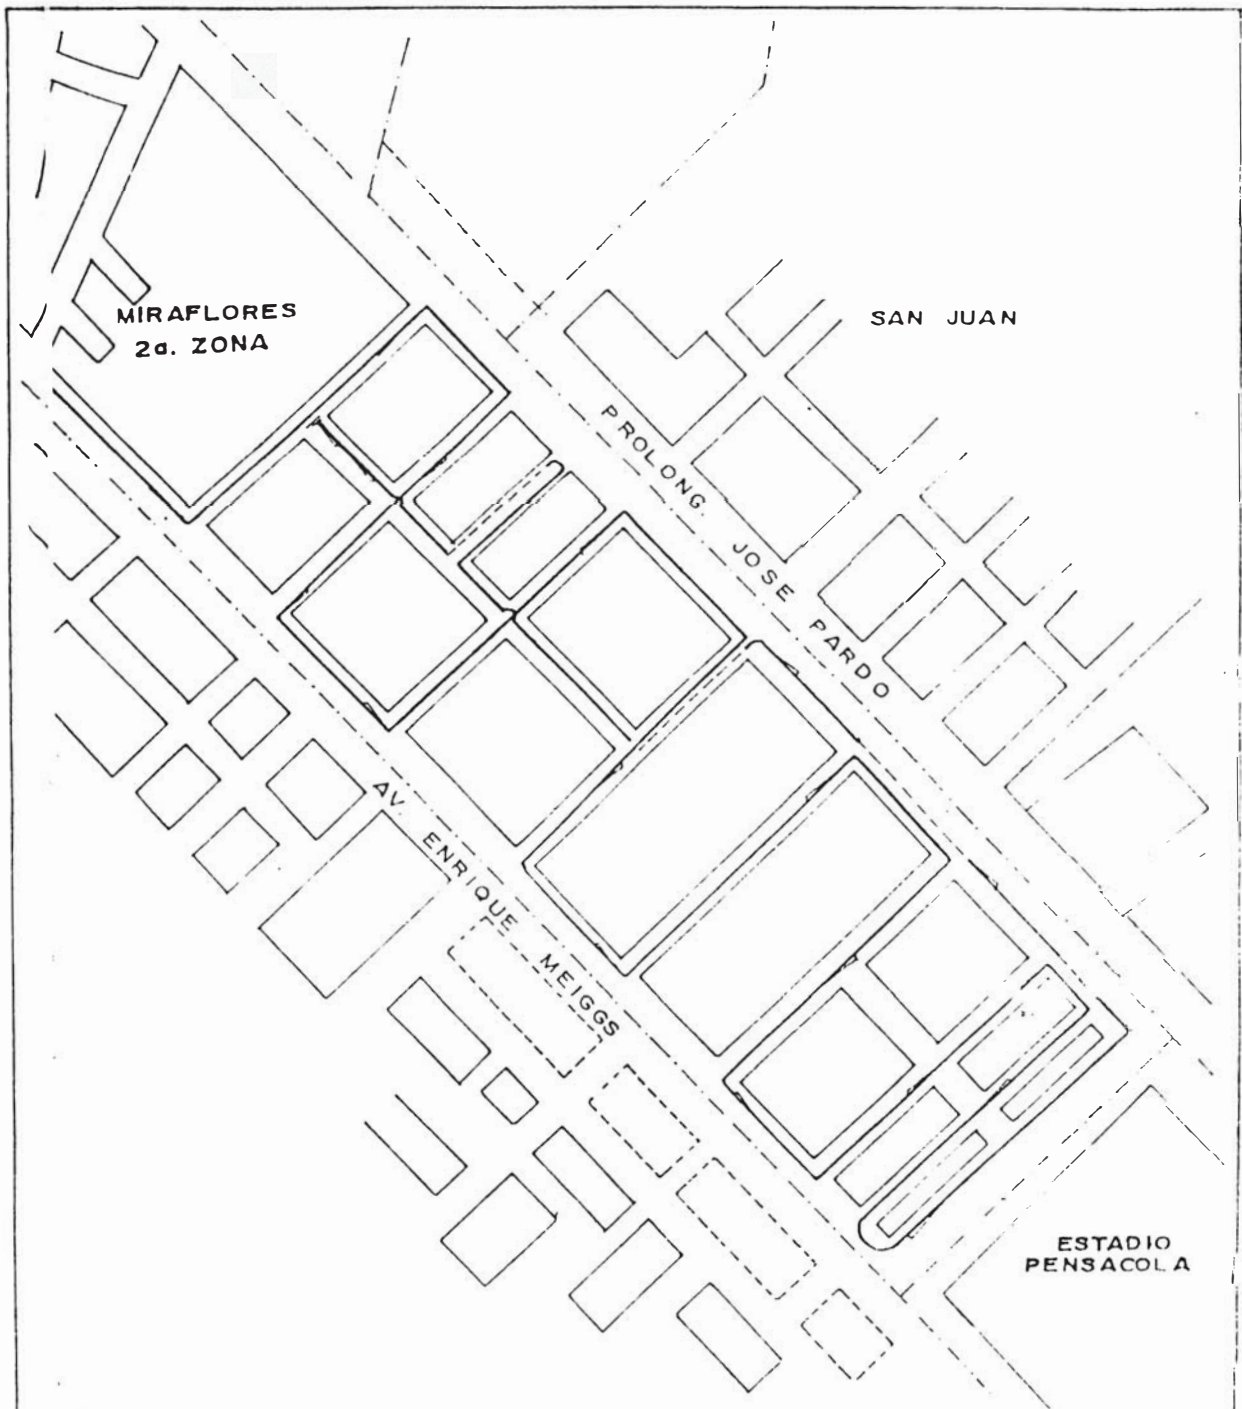 MIRAFLORES
2a. ZONA
SAN JUAN
PROLONG. JOSE PARDO
AV. ENRIQUE MEIGGS
ESTADIO
PENSACOLA